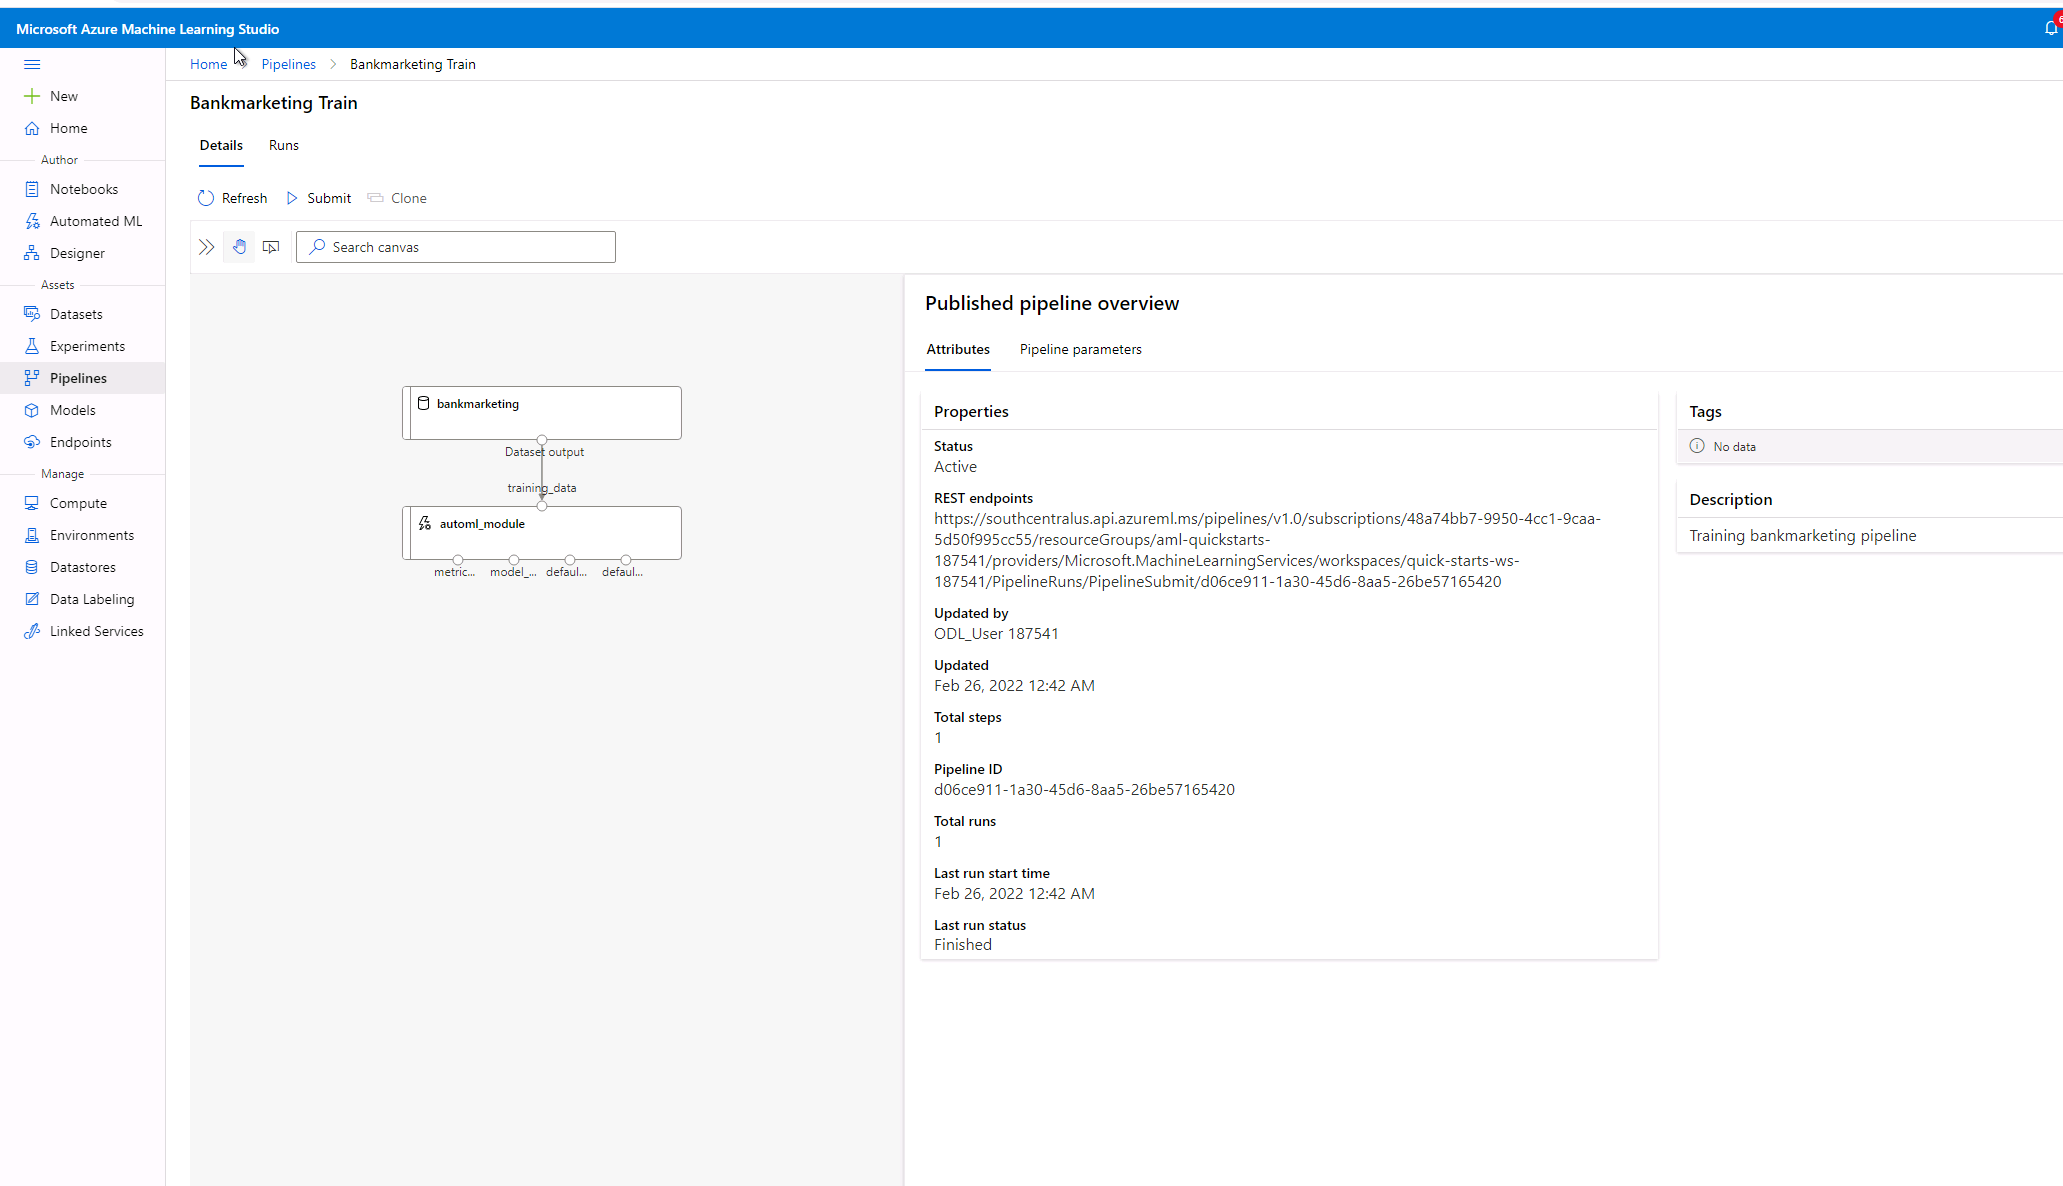 Microsoft Azure Machine Learning Studio
Home > Pipelines > Bankmarketing Train
New
Home
Author
Notebooks
Automated ML
Designer
Assets
Datasets
Experiments
Pipelines
Models
Endpoints
Manage
Compute
Environments
Datastores
Data Labeling
Linked Services
Bankmarketing Train
Details Runs
Refresh Submit Clone
Search canvas
bankmarketing
Dataset output
training_data
automl_module
metric... model_... defaul... defaul...
Published pipeline overview
Attributes Pipeline parameters
Properties
Status
Active
REST endpoints
https://southcentralus.api.azureml.ms/pipelines/v1.0/subscriptions/48a74bb7-9950-4cc1-9caa-
5d50f995cc55/resourceGroups/aml-quickstarts-
187541/providers/Microsoft.MachineLearningServices/workspaces/quick-starts-ws-
187541/PipelineRuns/PipelineSubmit/d06ce911-1a30-45d6-8aa5-26be57165420
Updated by
ODL_User 187541
Updated
Feb 26, 2022 12:42 AM
Total steps
1
Pipeline ID
d06ce911-1a30-45d6-8aa5-26be57165420
Total runs
1
Last run start time
Feb 26, 2022 12:42 AM
Last run status
Finished
Tags
No data
Description
Training bankmarketing pipeline